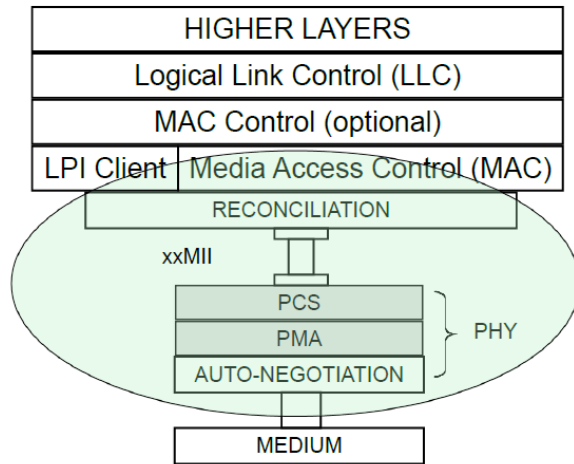 HIGHER LAYERS
Logical Link Control (LLC)
MAC Control (optional)
LPI Client
Media Access Control (MAC)
RECONCILIATION
xxMII
PCS
PMA
PHY
AUTO-NEGOTIATION
MEDIUM